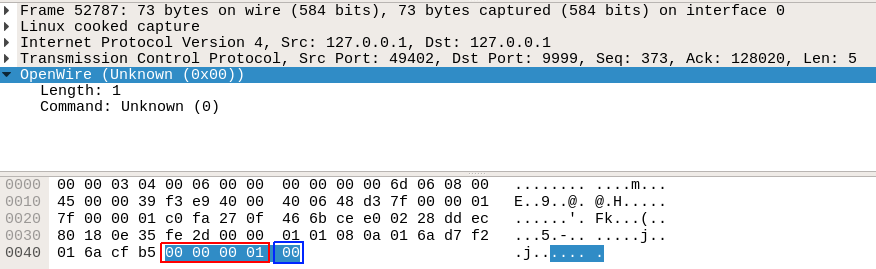 Frame 52787: 73 bytes on wire (584 bits), 73 bytes captured (584 bits) on interface 0
Linux cooked capture
Internet Protocol Version 4, Src: 127.0.0.1, Dst: 127.0.0.1
Transmission Control Protocol, Src Port: 49402, Dst Port: 9999, Seq: 373, Ack: 128020, Len: 5
OpenWire (Unknown (0x00))
Length: 1
Command: Unknown (0)
0000 00 00 03 04 00 06 00 00 00 00 00 00 6d 06 08 00 ........ ....m...
0010 45 00 00 39 f3 e9 40 00 40 06 48 d3 7f 00 00 01 E..9..@. @.H.....
0020 7f 00 00 01 c0 fa 27 0f 46 6b ce e0 02 28 dd ec ......'. Fk...(..
0030 80 18 0e 35 fe 2d 00 00 01 01 08 0a 01 6a d7 f2 ...5.-.. .....j..
0040 01 6a cf b5 00 00 00 01 00 .j...... .